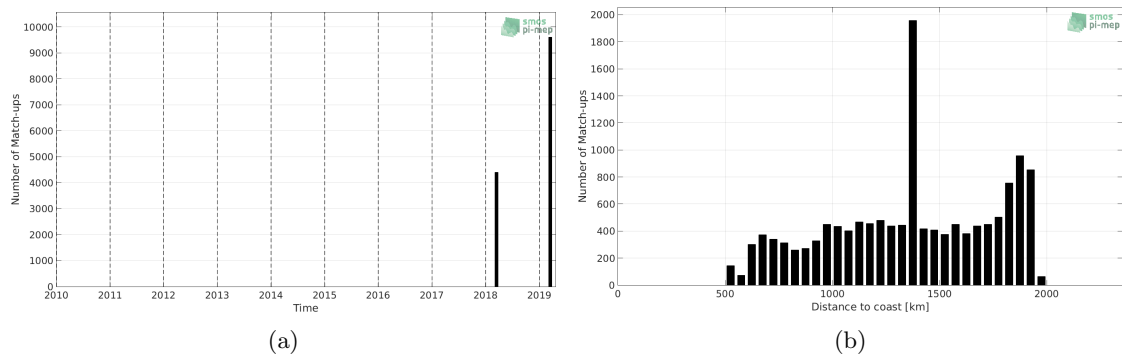 10000
9000
8000
7000
6000
5000
4000
3000
2000
1000
0
Number of Match-ups
2010 2011 2012 2013 2014 2015 2016 2017 2018 2019
Time
smos
pi-mep
(a)
2000
1800
1600
1400
1200
1000
800
600
400
200
0
Number of Match-ups
0 500 1000 1500 2000
Distance to coast [km]
smos
pi-mep
(b)